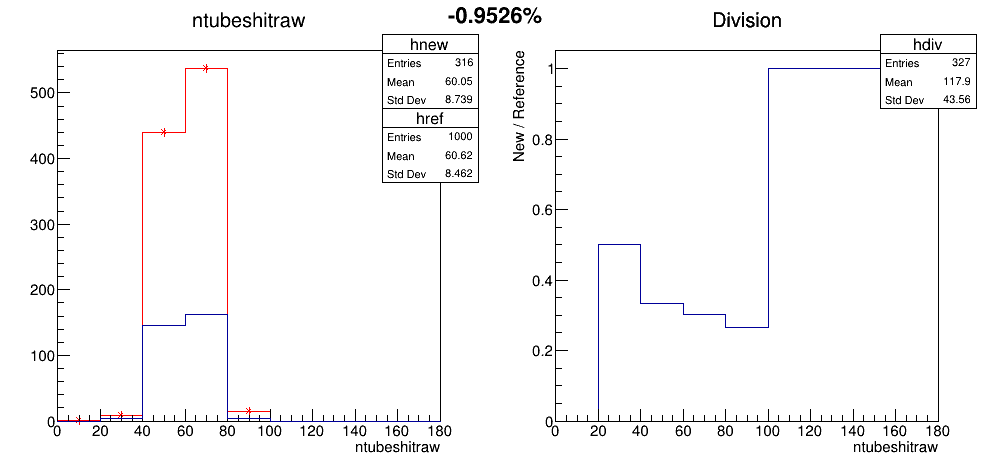 -0.9526%
ntubeshitraw
hnew
Entries 316
Mean 60.05
Std Dev 8.739
href
Entries 1000
Mean 60.62
Std Dev 8.462
500
400
300
200
100
0
0 20 40 60 80 100 120 140 160 180
ntubeshitraw
Division
hdiv
Entries 327
Mean 117.9
Std Dev 43.56
New / Reference
1
0.8
0.6
0.4
0.2
0
0 20 40 60 80 100 120 140 160 180
ntubeshitraw